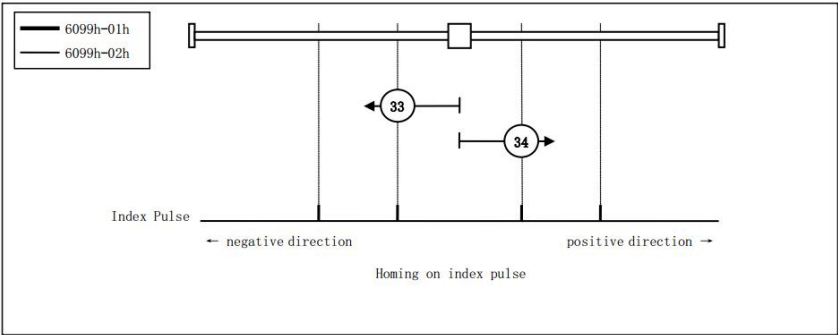 6099h-01h
6099h-02h
33
34
Index Pulse
← negative direction
positive direction →
Homing on index pulse